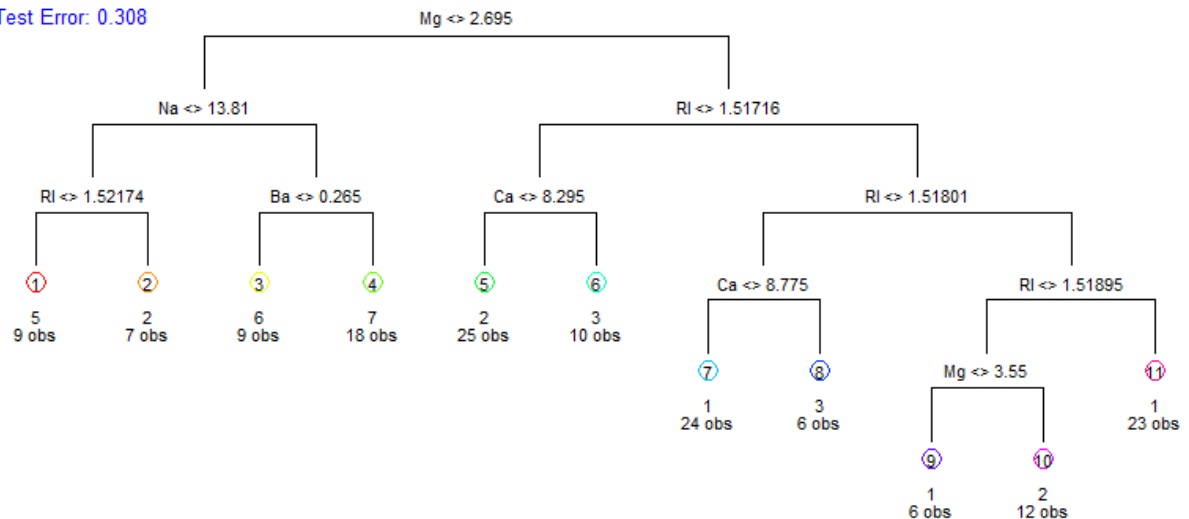 Test Error: 0.308
Mg <> 2.695
Na <> 13.81
RI <> 1.51716
RI <> 1.52174
Ba <> 0.265
Ca <> 8.295
RI <> 1.51801
1
2
3
4
5
6
Ca <> 8.775
RI <> 1.51895
5
9 obs
2
7 obs
6
9 obs
7
18 obs
2
25 obs
3
10 obs
7
8
Mg <> 3.55
11
1
24 obs
3
6 obs
1
23 obs
9
10
1
6 obs
2
12 obs